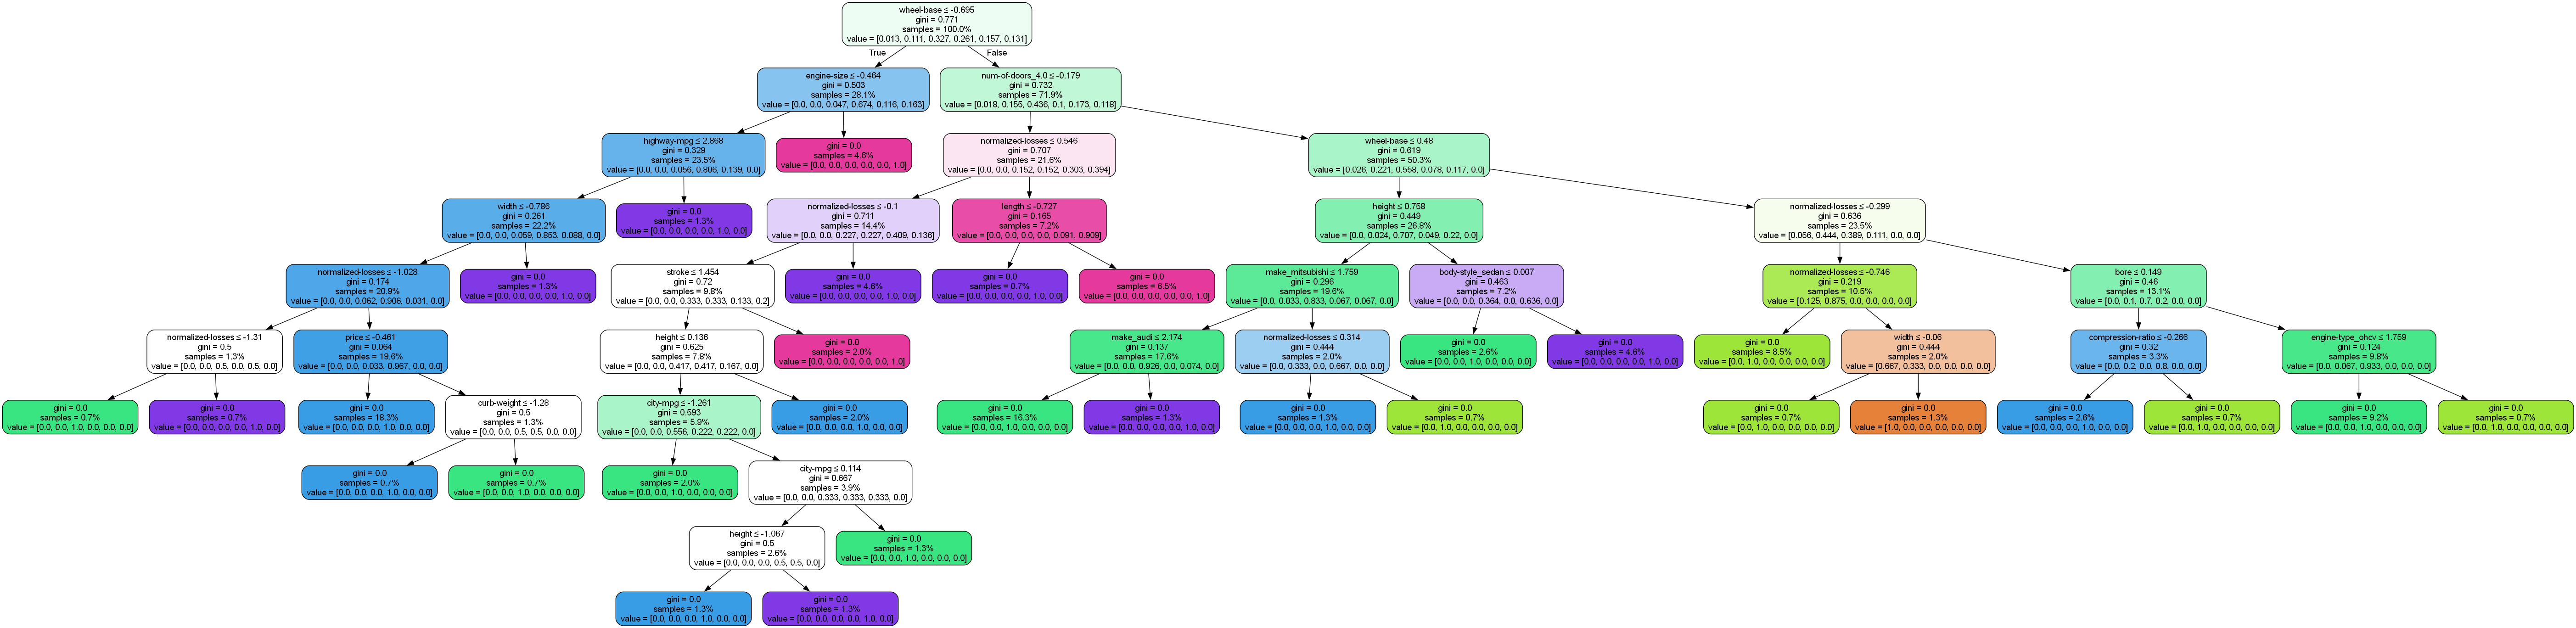 wheel-base ≤ -0.695
gini = 0.771
samples = 100.0%
value = [0.013, 0.111, 0.327, 0.261, 0.157, 0.131]
True
False
engine-size ≤ -0.464
gini = 0.503
samples = 28.1%
value = [0.0, 0.0, 0.047, 0.674, 0.116, 0.163]
num-of-doors_4.0 ≤ -0.179
gini = 0.732
samples = 71.9%
value = [0.018, 0.155, 0.436, 0.1, 0.173, 0.118]
highway-mpg ≤ 2.868
gini = 0.329
samples = 23.5%
value = [0.0, 0.0, 0.056, 0.806, 0.139, 0.0]
gini = 0.0
samples = 4.6%
value = [0.0, 0.0, 0.0, 0.0, 0.0, 1.0]
normalized-losses ≤ 0.546
gini = 0.707
samples = 21.6%
value = [0.0, 0.0, 0.152, 0.152, 0.303, 0.394]
wheel-base ≤ 0.48
gini = 0.619
samples = 50.3%
value = [0.026, 0.221, 0.558, 0.078, 0.117, 0.0]
width ≤ -0.786
gini = 0.261
samples = 22.2%
value = [0.0, 0.0, 0.059, 0.853, 0.088, 0.0]
gini = 0.0
samples = 1.3%
value = [0.0, 0.0, 0.0, 0.0, 1.0, 0.0]
normalized-losses ≤ -0.1
gini = 0.711
samples = 14.4%
value = [0.0, 0.0, 0.227, 0.227, 0.409, 0.136]
length ≤ -0.727
gini = 0.165
samples = 7.2%
value = [0.0, 0.0, 0.0, 0.0, 0.091, 0.909]
height ≤ 0.758
gini = 0.449
samples = 26.8%
value = [0.0, 0.024, 0.707, 0.049, 0.22, 0.0]
normalized-losses ≤ -0.299
gini = 0.636
samples = 23.5%
value = [0.056, 0.444, 0.389, 0.111, 0.0, 0.0]
normalized-losses ≤ -1.028
gini = 0.174
samples = 20.9%
value = [0.0, 0.0, 0.062, 0.906, 0.031, 0.0]
gini = 0.0
samples = 1.3%
value = [0.0, 0.0, 0.0, 0.0, 1.0, 0.0]
stroke ≤ 1.454
gini = 0.72
samples = 9.8%
value = [0.0, 0.0, 0.333, 0.333, 0.133, 0.2]
gini = 0.0
samples = 4.6%
value = [0.0, 0.0, 0.0, 0.0, 1.0, 0.0]
gini = 0.0
samples = 0.7%
value = [0.0, 0.0, 0.0, 0.0, 1.0, 0.0]
gini = 0.0
samples = 6.5%
value = [0.0, 0.0, 0.0, 0.0, 0.0, 1.0]
make_mitsubishi ≤ 1.759
gini = 0.296
samples = 19.6%
value = [0.0, 0.033, 0.833, 0.067, 0.067, 0.0]
body-style_sedan ≤ 0.007
gini = 0.463
samples = 7.2%
value = [0.0, 0.0, 0.364, 0.0, 0.636, 0.0]
normalized-losses ≤ -0.746
gini = 0.219
samples = 10.5%
value = [0.125, 0.875, 0.0, 0.0, 0.0, 0.0]
bore ≤ 0.149
gini = 0.46
samples = 13.1%
value = [0.0, 0.1, 0.7, 0.2, 0.0, 0.0]
normalized-losses ≤ -1.31
gini = 0.5
samples = 1.3%
value = [0.0, 0.0, 0.5, 0.0, 0.5, 0.0]
price ≤ -0.461
gini = 0.064
samples = 19.6%
value = [0.0, 0.0, 0.033, 0.967, 0.0, 0.0]
height ≤ 0.136
gini = 0.625
samples = 7.8%
value = [0.0, 0.0, 0.417, 0.417, 0.167, 0.0]
gini = 0.0
samples = 2.0%
value = [0.0, 0.0, 0.0, 0.0, 0.0, 1.0]
make_audi ≤ 2.174
gini = 0.137
samples = 17.6%
value = [0.0, 0.0, 0.926, 0.0, 0.074, 0.0]
normalized-losses ≤ 0.314
gini = 0.444
samples = 2.0%
value = [0.0, 0.333, 0.0, 0.667, 0.0, 0.0]
gini = 0.0
samples = 2.6%
value = [0.0, 0.0, 1.0, 0.0, 0.0, 0.0]
gini = 0.0
samples = 4.6%
value = [0.0, 0.0, 0.0, 0.0, 1.0, 0.0]
gini = 0.0
samples = 8.5%
value = [0.0, 1.0, 0.0, 0.0, 0.0, 0.0]
width ≤ -0.06
gini = 0.444
samples = 2.0%
value = [0.667, 0.333, 0.0, 0.0, 0.0, 0.0]
compression-ratio ≤ -0.266
gini = 0.32
samples = 3.3%
value = [0.0, 0.2, 0.0, 0.8, 0.0, 0.0]
engine-type_ohcv ≤ 1.759
gini = 0.124
samples = 9.8%
value = [0.0, 0.067, 0.933, 0.0, 0.0, 0.0]
gini = 0.0
samples = 0.7%
value = [0.0, 0.0, 1.0, 0.0, 0.0, 0.0]
gini = 0.0
samples = 0.7%
value = [0.0, 0.0, 0.0, 0.0, 1.0, 0.0]
gini = 0.0
samples = 18.3%
value = [0.0, 0.0, 0.0, 1.0, 0.0, 0.0]
curb-weight ≤ -1.28
gini = 0.5
samples = 1.3%
value = [0.0, 0.0, 0.5, 0.5, 0.0, 0.0]
city-mpg ≤ -1.261
gini = 0.593
samples = 5.9%
value = [0.0, 0.0, 0.556, 0.222, 0.222, 0.0]
gini = 0.0
samples = 2.0%
value = [0.0, 0.0, 0.0, 1.0, 0.0, 0.0]
gini = 0.0
samples = 16.3%
value = [0.0, 0.0, 1.0, 0.0, 0.0, 0.0]
gini = 0.0
samples = 1.3%
value = [0.0, 0.0, 0.0, 0.0, 1.0, 0.0]
gini = 0.0
samples = 1.3%
value = [0.0, 0.0, 0.0, 1.0, 0.0, 0.0]
gini = 0.0
samples = 0.7%
value = [0.0, 1.0, 0.0, 0.0, 0.0, 0.0]
gini = 0.0
samples = 0.7%
value = [0.0, 1.0, 0.0, 0.0, 0.0, 0.0]
gini = 0.0
samples = 1.3%
value = [1.0, 0.0, 0.0, 0.0, 0.0, 0.0]
gini = 0.0
samples = 2.6%
value = [0.0, 0.0, 0.0, 1.0, 0.0, 0.0]
gini = 0.0
samples = 0.7%
value = [0.0, 1.0, 0.0, 0.0, 0.0, 0.0]
gini = 0.0
samples = 9.2%
value = [0.0, 0.0, 1.0, 0.0, 0.0, 0.0]
gini = 0.0
samples = 0.7%
value = [0.0, 1.0, 0.0, 0.0, 0.0, 0.0]
gini = 0.0
samples = 0.7%
value = [0.0, 0.0, 0.0, 1.0, 0.0, 0.0]
gini = 0.0
samples = 0.7%
value = [0.0, 0.0, 1.0, 0.0, 0.0, 0.0]
gini = 0.0
samples = 2.0%
value = [0.0, 0.0, 1.0, 0.0, 0.0, 0.0]
city-mpg ≤ 0.114
gini = 0.667
samples = 3.9%
value = [0.0, 0.0, 0.333, 0.333, 0.333, 0.0]
height ≤ -1.067
gini = 0.5
samples = 2.6%
value = [0.0, 0.0, 0.0, 0.5, 0.5, 0.0]
gini = 0.0
samples = 1.3%
value = [0.0, 0.0, 1.0, 0.0, 0.0, 0.0]
gini = 0.0
samples = 1.3%
value = [0.0, 0.0, 0.0, 1.0, 0.0, 0.0]
gini = 0.0
samples = 1.3%
value = [0.0, 0.0, 0.0, 0.0, 1.0, 0.0]